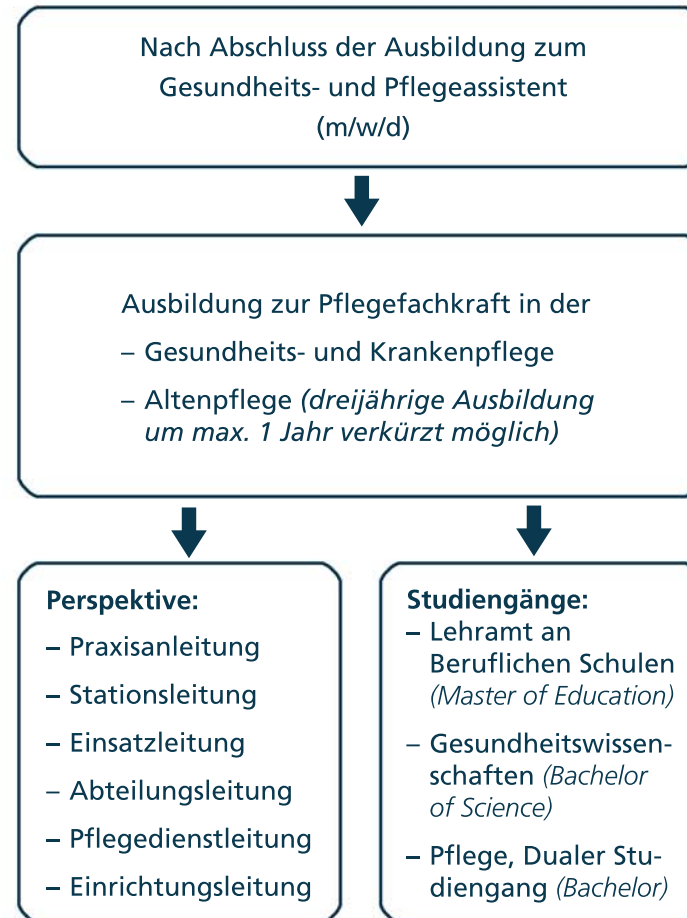 Nach Abschluss der Ausbildung zum
Gesundheits- und Pflegeassistent
(m/w/d)
Ausbildung zur Pflegefachkraft in der
– Gesundheits- und Krankenpflege
– Altenpflege (dreijährige Ausbildung
um max. 1 Jahr verkürzt möglich)
Perspektive:
– Praxisanleitung
– Stationsleitung
– Einsatzleitung
– Abteilungsleitung
– Pflegedienstleitung
– Einrichtungsleitung
Studiengänge:
– Lehramt an
Beruflichen Schulen
(Master of Education)
– Gesundheitswissen-
schaften (Bachelor
of Science)
– Pflege, Dualer Stu-
diengang (Bachelor)